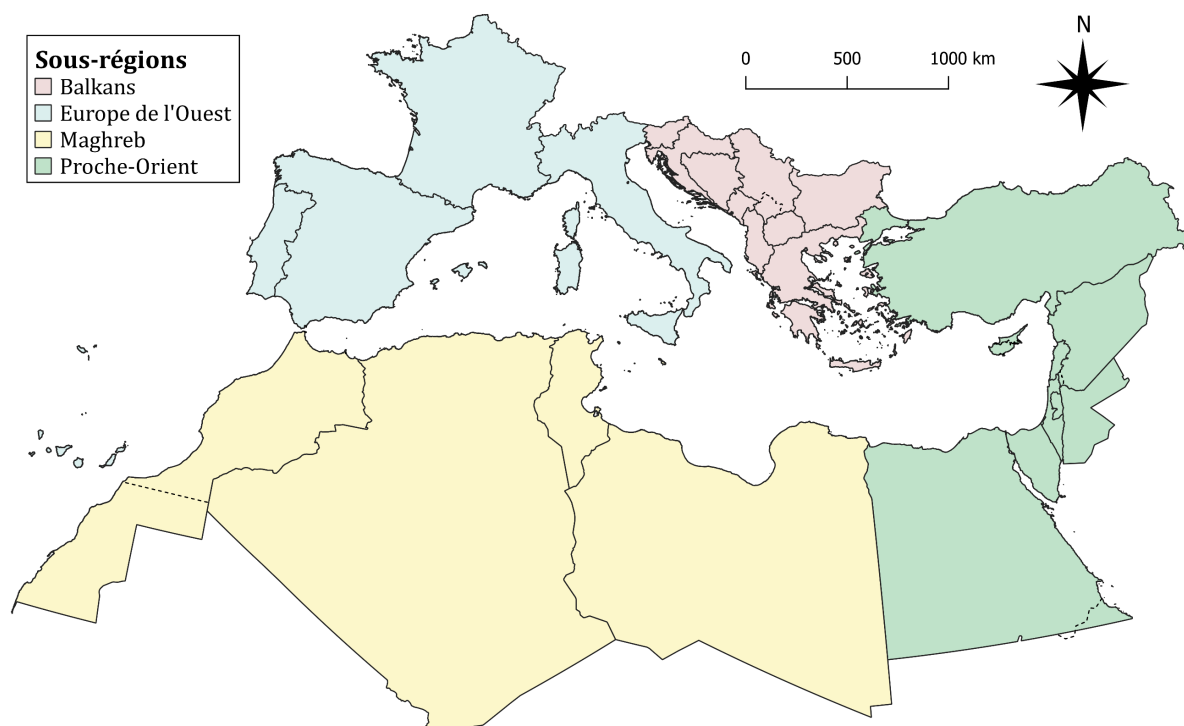 Sous-régions
Balkans
Europe de l'Ouest
Maghreb
Proche-Orient
0 500 1000 km
N